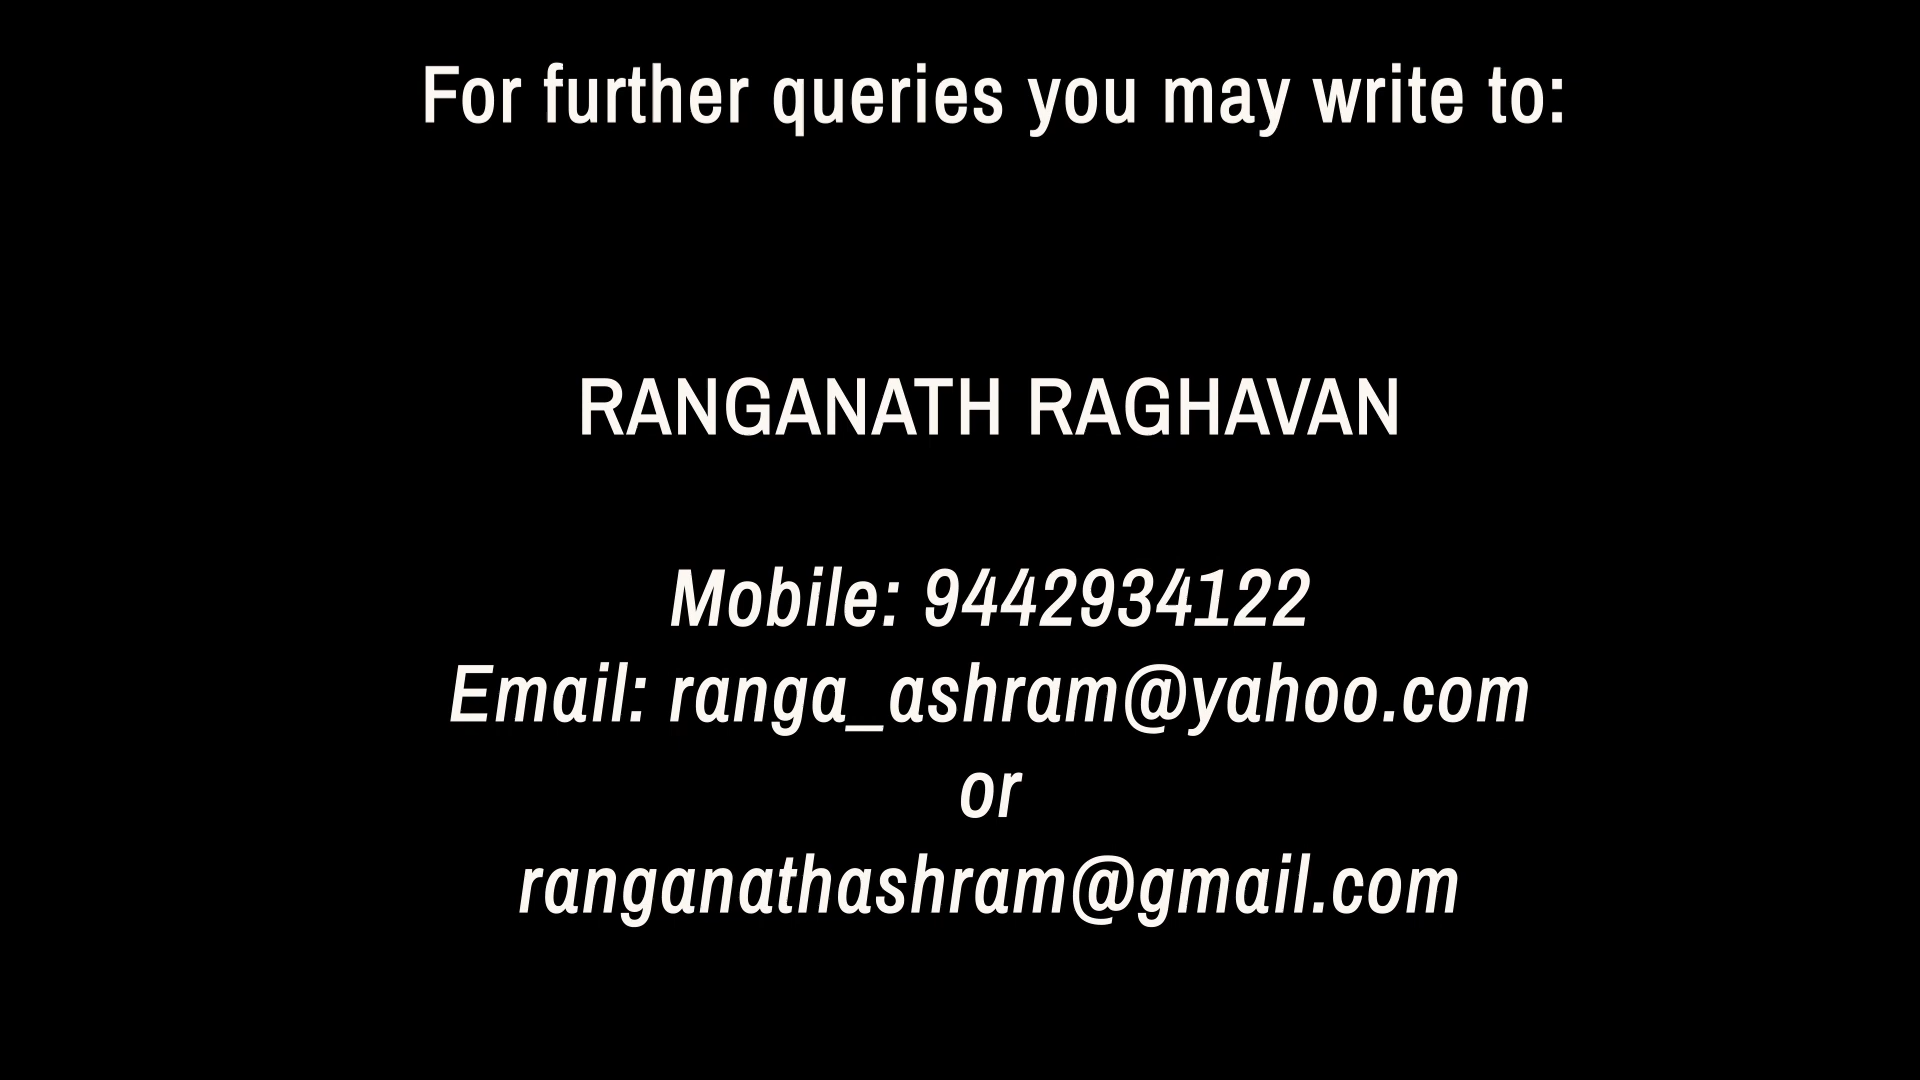 For further queries you may write to:
RANGANATH RAGHAVAN
Mobile: 9442934122
Email: ranga_ashram@yahoo.com
or
ranganathashram@gmail.com